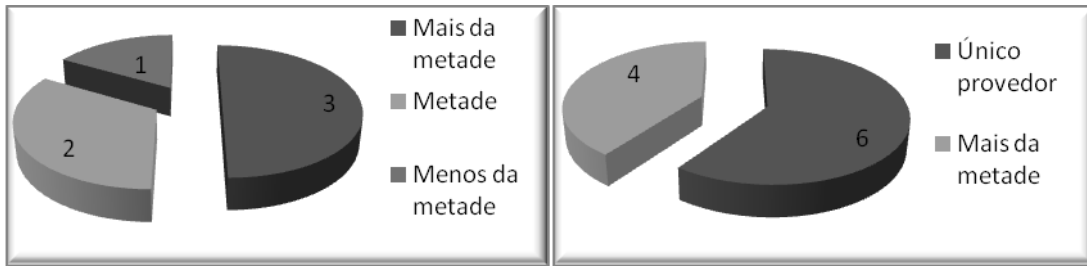 1
2
3
Mais da
metade
Metade
Menos da
metade
4
6
Único
provedor
Mais da
metade